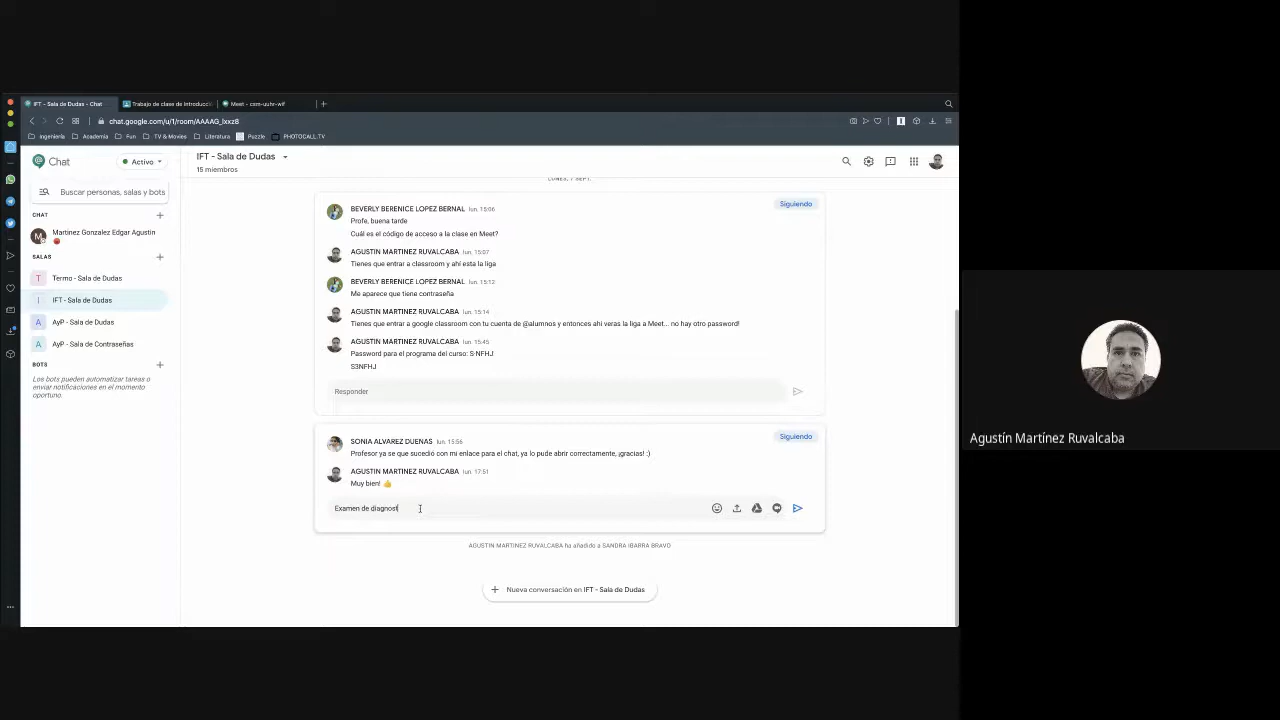 IFT - Sala de Dudas - Chat
Trabajo de clase de Introducció
Meet - csm-uuhr-wif
chat.google.com/u/1/room/AAAAG_lxxz8
Ingeniería
Academia
Fun
TV & Movies
Literatura
Puzzle
PHOTOCALL.TV
Chat
Activo
IFT - Sala de Dudas
15 miembros
Buscar personas, salas y bots
CHAT
Martinez Gonzalez Edgar Agustin
SALAS
T Termo - Sala de Dudas
I IFT - Sala de Dudas
A AyP - Sala de Dudas
A AyP - Sala de Contraseñas
BOTS
Los bots pueden automatizar tareas o
enviar notificaciones en el momento
oportuno.
LUNES, 7 SEPT.
BEVERLY BERENICE LOPEZ BERNAL lun. 15:06
Siguiendo
Profe, buena tarde
Cuál es el código de acceso a la clase en Meet?
AGUSTIN MARTINEZ RUVALCABA lun. 15:07
Tienes que entrar a classroom y ahí esta la liga
BEVERLY BERENICE LOPEZ BERNAL lun. 15:12
Me aparece que tiene contraseña
AGUSTIN MARTINEZ RUVALCABA lun. 15:14
Tienes que entrar a google classroom con tu cuenta de @alumnos y entonces ahi veras la liga a Meet... no hay otro password!
AGUSTIN MARTINEZ RUVALCABA lun. 15:45
Password para el programa del curso: S-NFHJ
S3NFHJ
Responder
SONIA ALVAREZ DUENAS lun. 15:56
Siguiendo
Profesor ya se que sucedió con mi enlace para el chat, ya lo pude abrir correctamente, ¡gracias! :)
AGUSTIN MARTINEZ RUVALCABA lun. 17:51
Muy bien! 👍
Examen de diagnost
AGUSTIN MARTINEZ RUVALCABA ha añadido a SANDRA IBARRA BRAVO
Nueva conversación en IFT - Sala de Dudas
Agustín Martínez Ruvalcaba